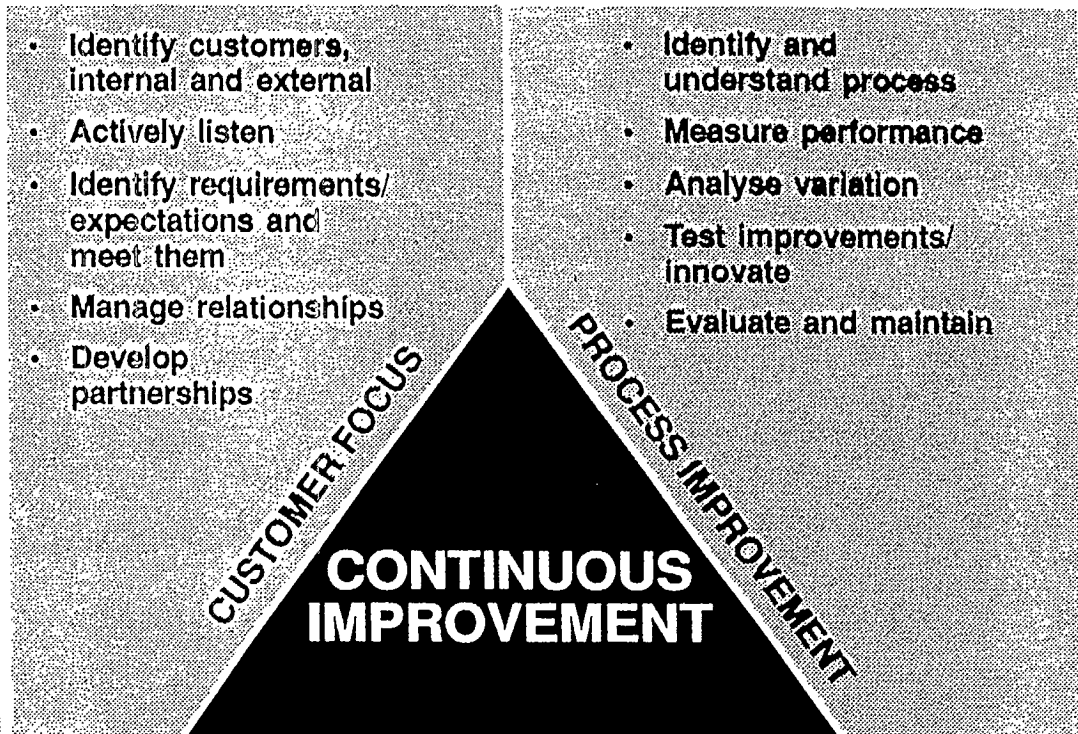 • Identify customers,
internal and external
• Actively listen
• Identify requirements/
expectations and
meet them
• Manage relationships
• Develop
partnerships
CUSTOMER FOCUS
• Identify and
understand process
• Measure performance
• Analyse variation
• Test improvements/
innovate
• Evaluate and maintain
PROCESS IMPROVEMENT
CONTINUOUS
IMPROVEMENT